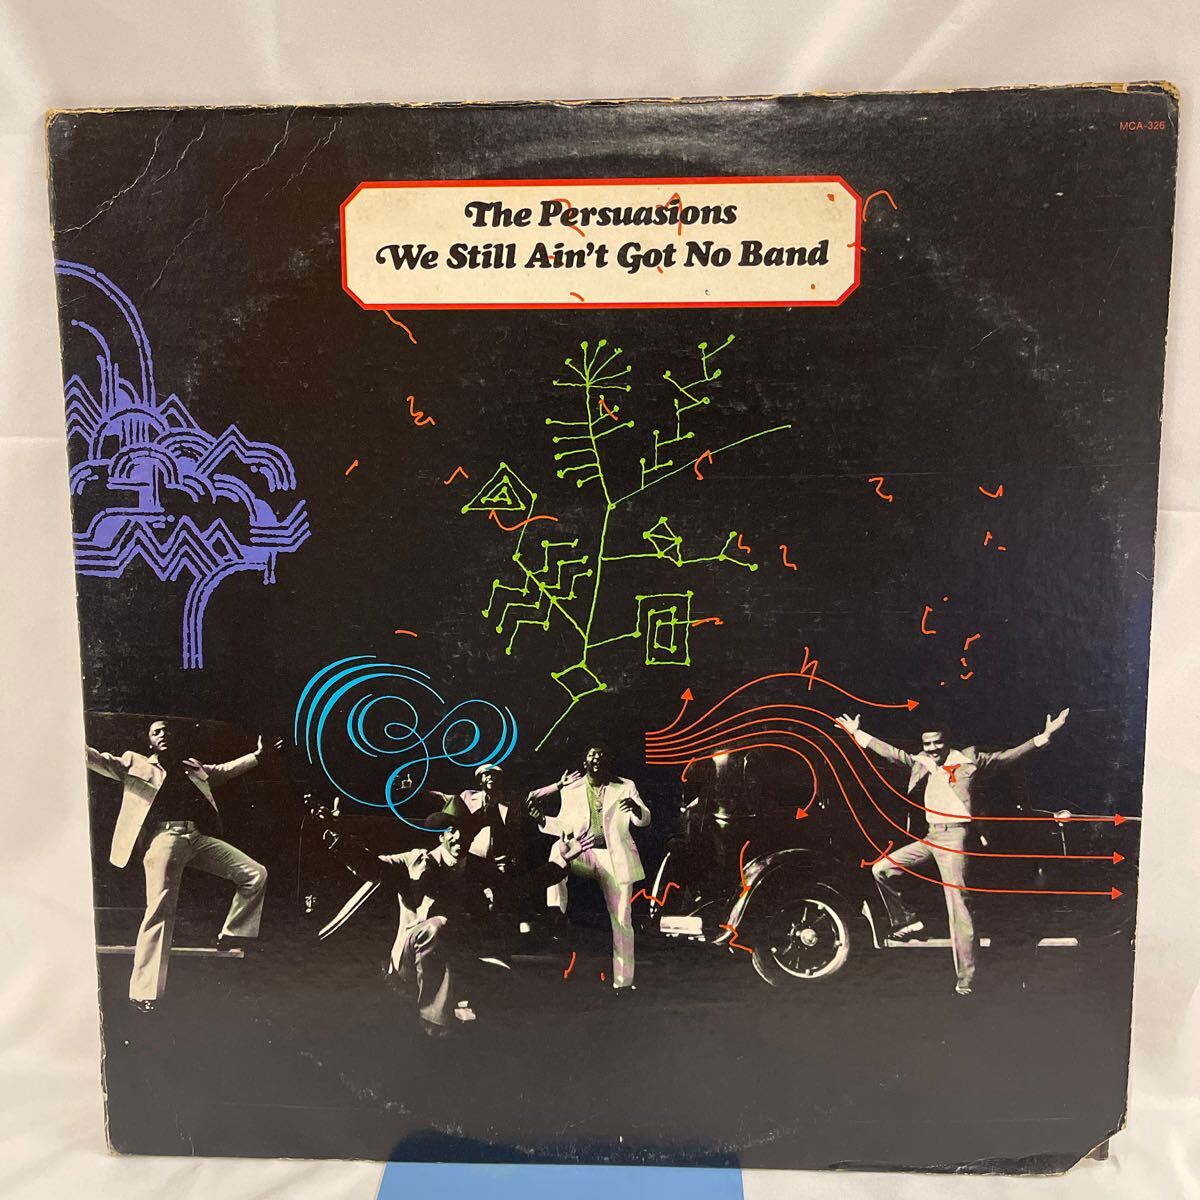 MCA-326
The Persuasions
We Still Ain't Got No Band